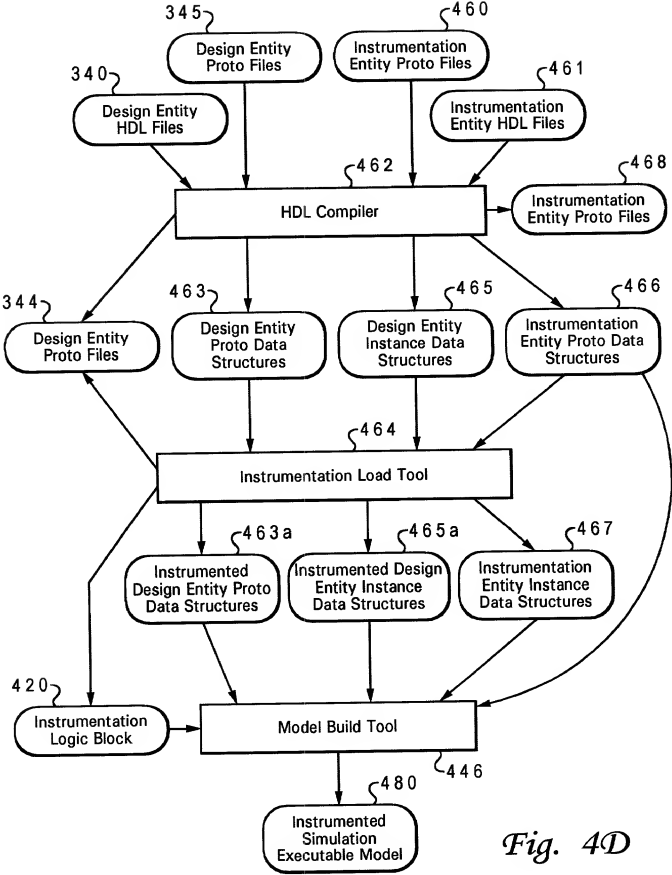 345
Design Entity
Proto Files
460
Instrumentation
Entity Proto Files
340
Design Entity
HDL Files
461
Instrumentation
Entity HDL Files
462
HDL Compiler
468
Instrumentation
Entity Proto Files
344
Design Entity
Proto Files
463
Design Entity
Proto Data
Structures
465
Design Entity
Instance Data
Structures
466
Instrumentation
Entity Proto Data
Structures
464
Instrumentation Load Tool
463a
Instrumented
Design Entity Proto
Data Structures
465a
Instrumented Design
Entity Instance
Data Structures
467
Instrumentation
Entity Instance
Data Structures
420
Instrumentation
Logic Block
Model Build Tool
446
480
Instrumented
Simulation
Executable Model
Fig. 4D